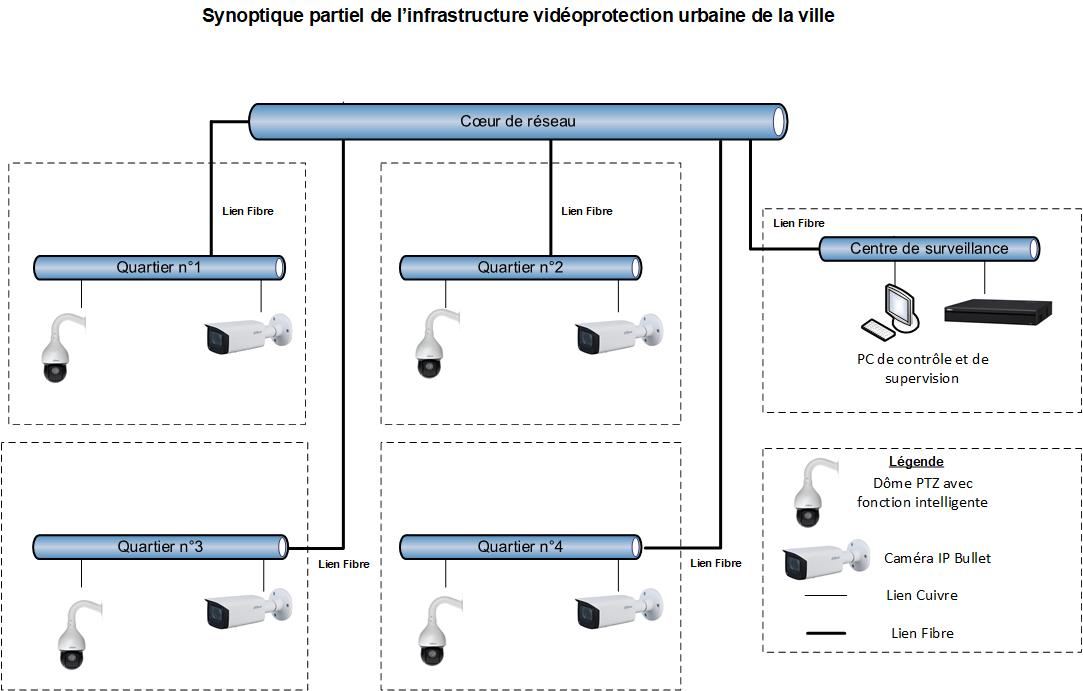 Synoptique partiel de l'infrastructure vidéoprotection urbaine de la ville
Cœur de réseau
Lien Fibre
Lien Fibre
Lien Fibre
Quartier n°1
Quartier n°2
Centre de surveillance
PC de contrôle et de
supervision
Légende
Dôme PTZ avec
fonction intelligente
Quartier n°3
Quartier n°4
Lien Fibre
Lien Fibre
Caméra IP Bullet
Lien Cuivre
Lien Fibre